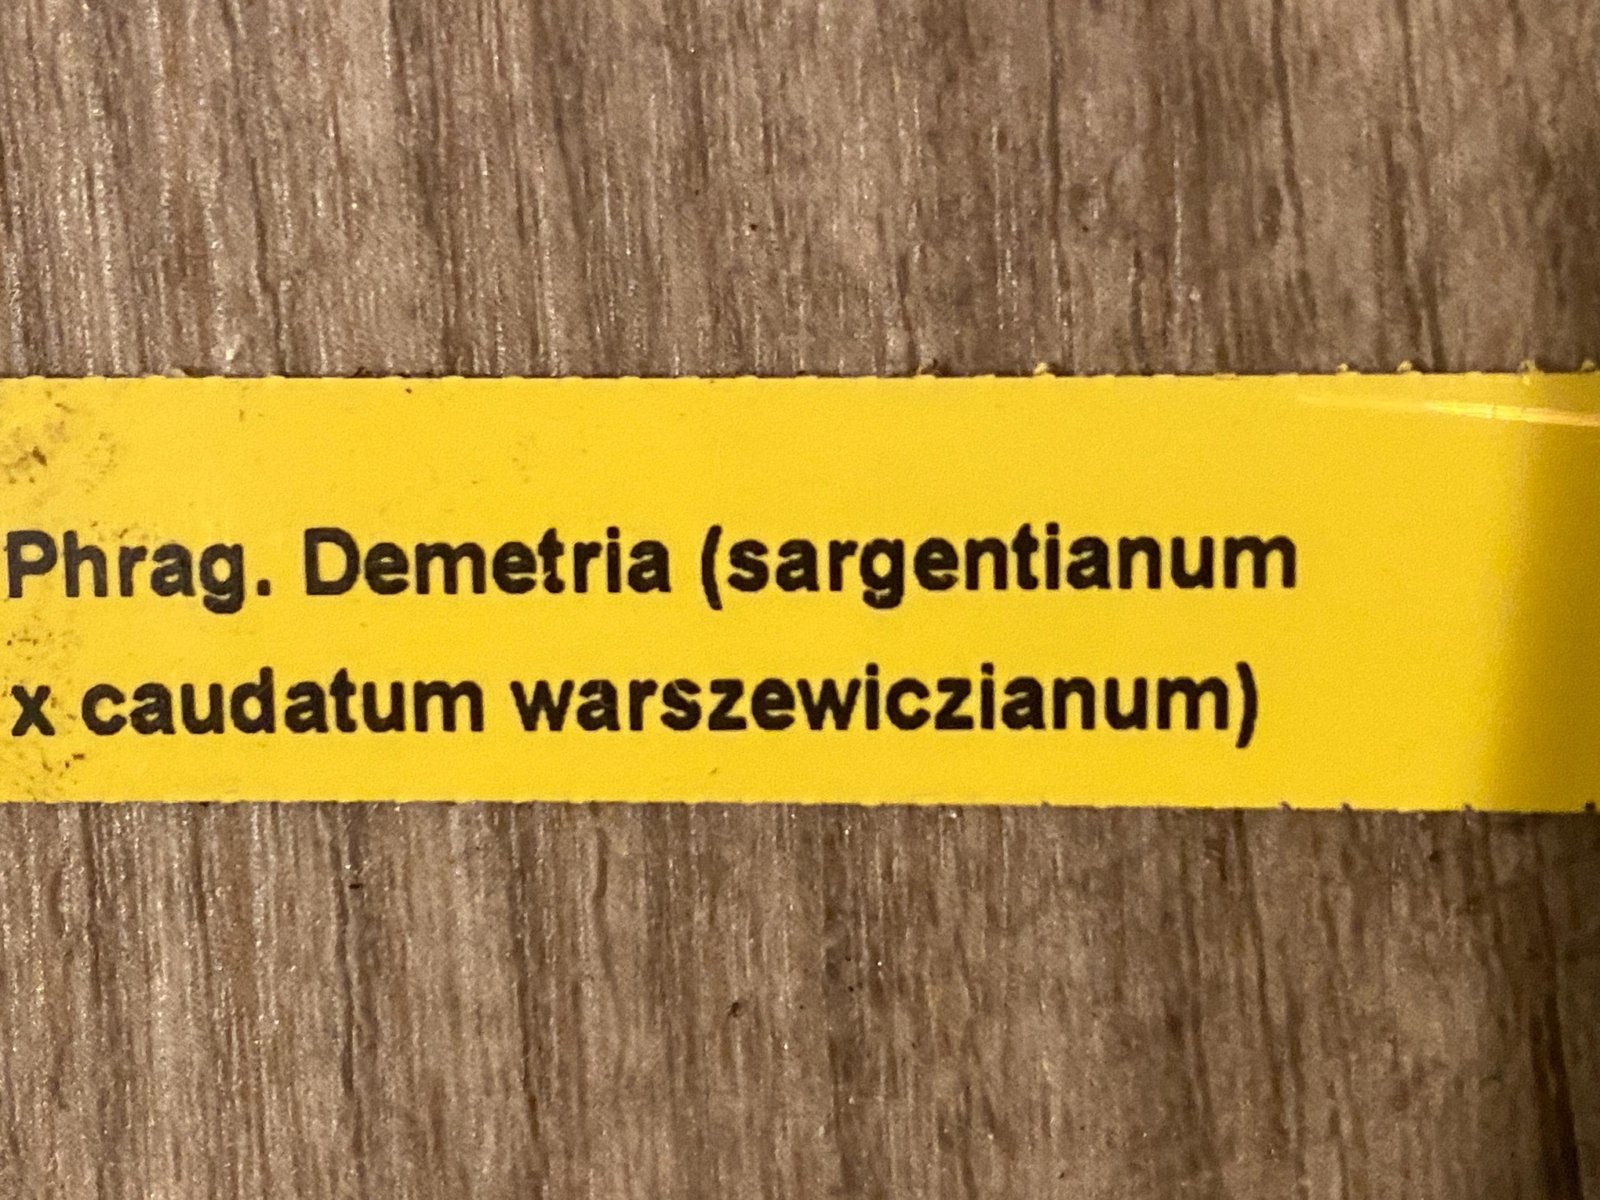 Phrag. Demetria (sargentianum
x caudatum warszewiczianum)